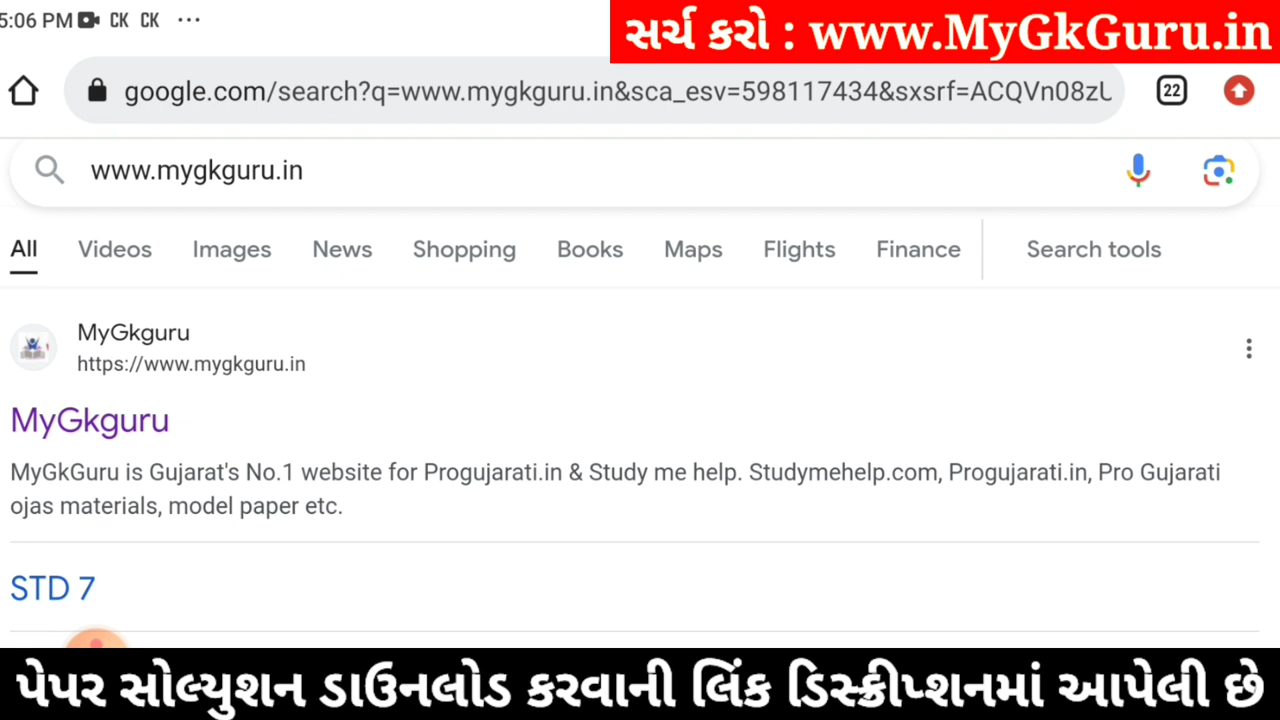 5:06 PM CK CK ...
સર્ચ કરો : www.MyGkGuru.in
google.com/search?q=www.mygkguru.in&sca_esv=598117434&sxsrf=ACQVn08zU
22
www.mygkguru.in
All Videos Images News Shopping Books Maps Flights Finance Search tools
MyGkguru
https://www.mygkguru.in
MyGkguru
MyGkGuru is Gujarat's No.1 website for Progujarati.in & Study me help. Studymehelp.com, Progujarati.in, Pro Gujarati
ojas materials, model paper etc.
STD 7
પેપર સોલ્યુશન ડાઉનલોડ કરવાની લિંક ડિસ્ક્રીપ્શનમાં આપેલી છે